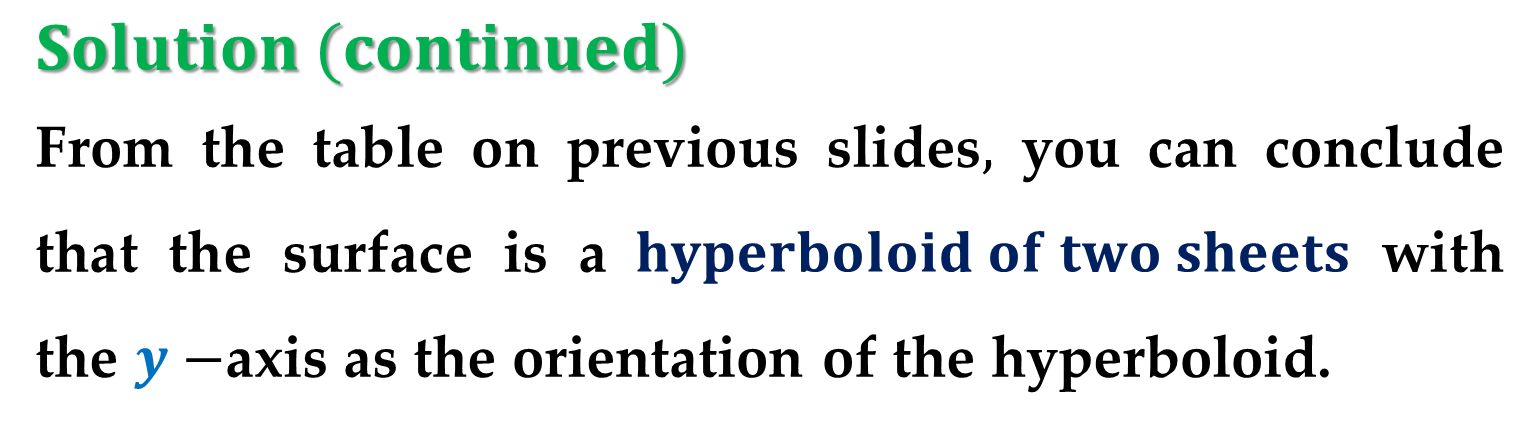 Solution (continued)
From the table on previous slides, you can conclude
that the surface is a hyperboloid of two sheets with
the y −axis as the orientation of the hyperboloid.